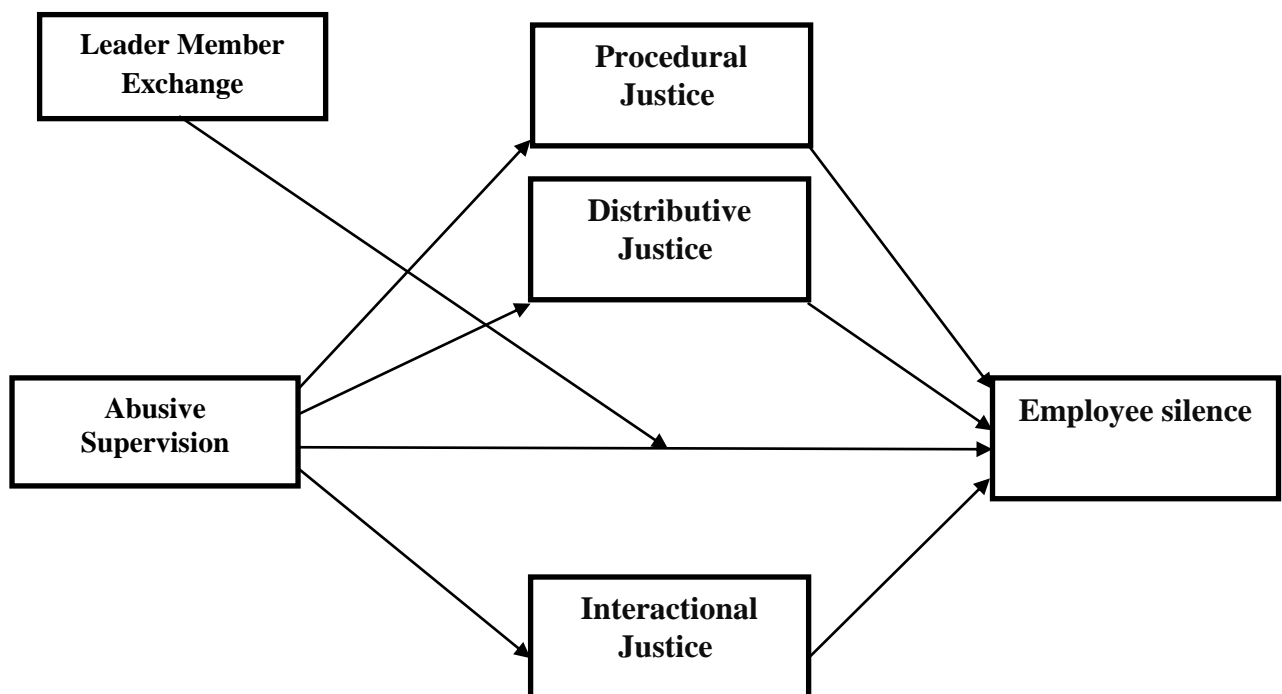 Leader Member
Exchange
Procedural
Justice
Distributive
Justice
Abusive
Supervision
Employee silence
Interactional
Justice